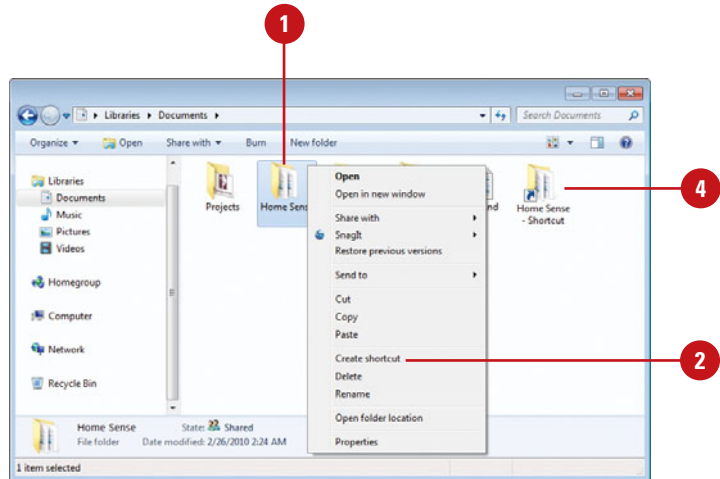 1
Libraries ▸ Documents ▸
Search Documents
Organize ▾ Open Share with ▾ Burn New folder
Libraries
Documents
Music
Pictures
Videos
Homegroup
Computer
Network
Recycle Bin
Projects
Home Sens
nd
Home Sense
- Shortcut
4
Open
Open in new window
Share with
SnagIt
Restore previous versions
Send to
Cut
Copy
Paste
Create shortcut
2
Delete
Rename
Open folder location
Properties
Home Sense State: Shared
File folder Date modified: 2/26/2010 2:24 AM
1 item selected